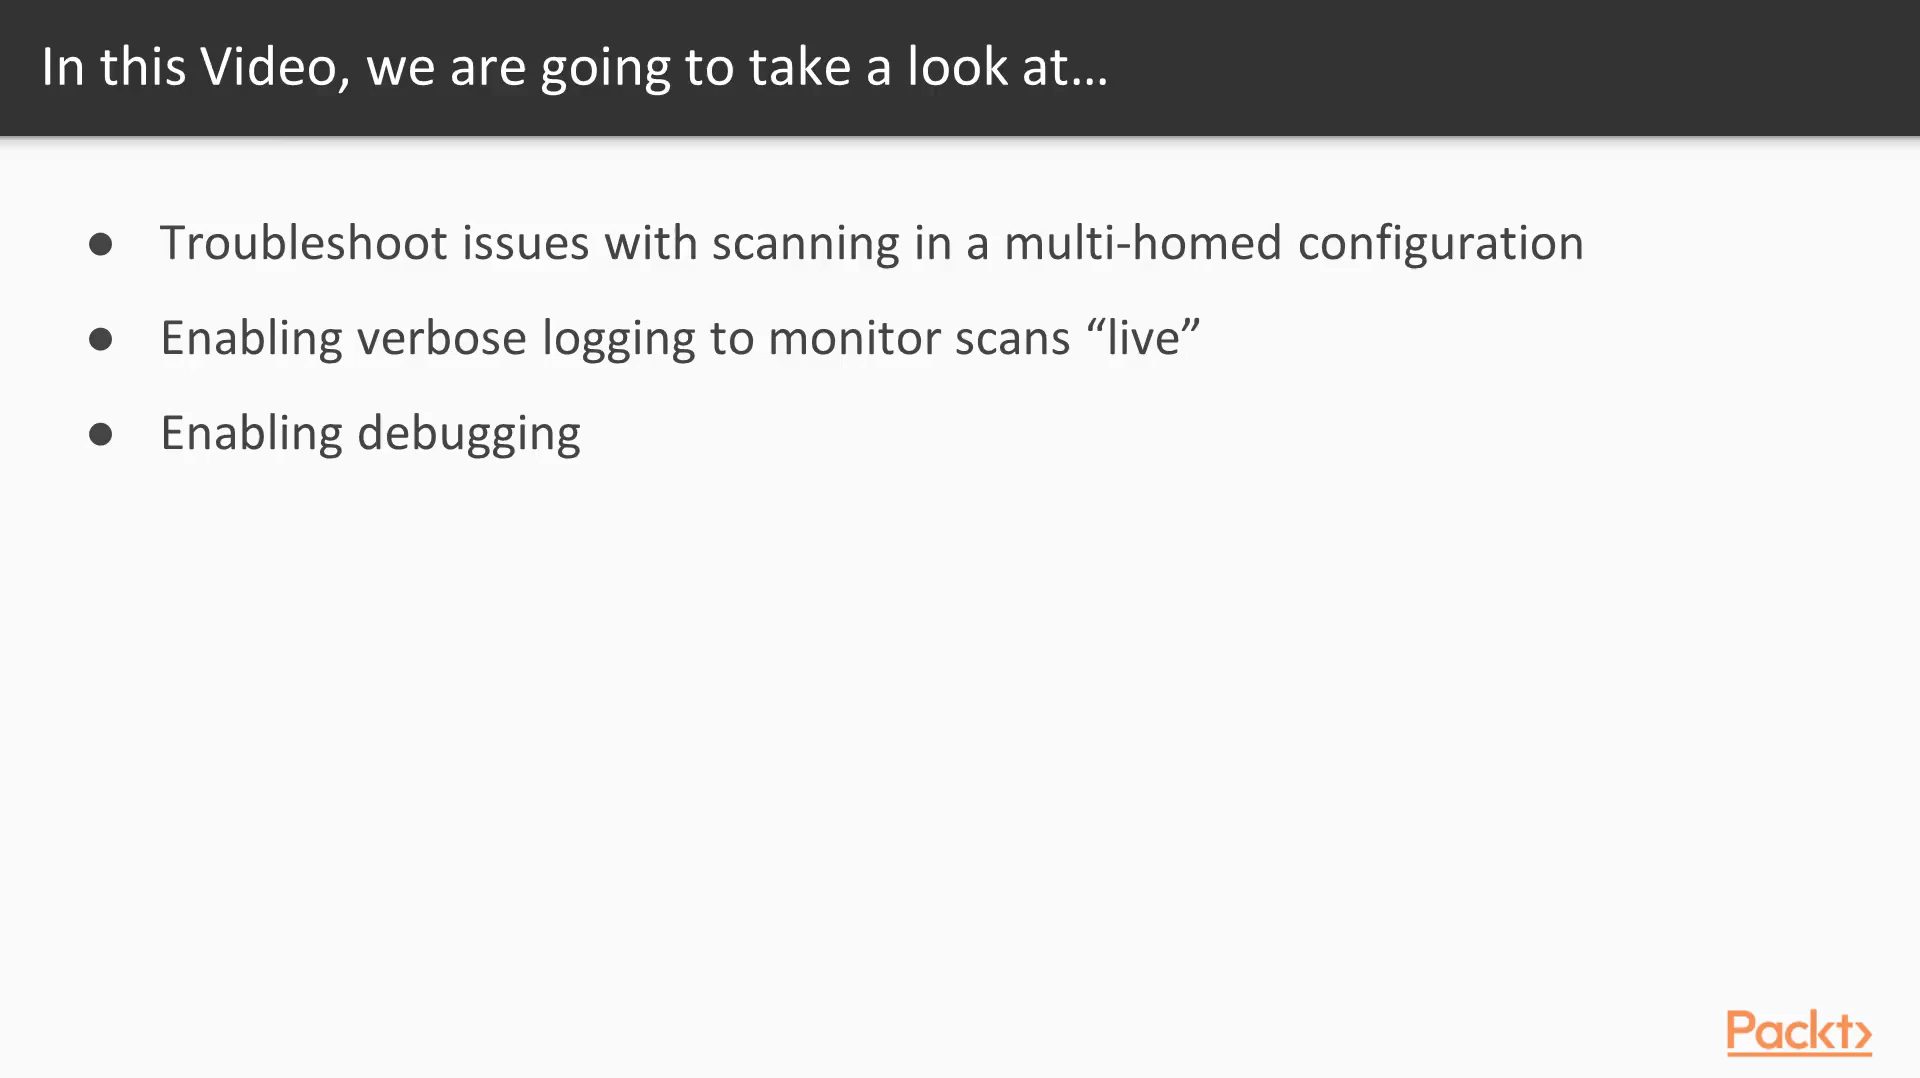 In this Video, we are going to take a look at…
● Troubleshoot issues with scanning in a multi-homed configuration
● Enabling verbose logging to monitor scans “live”
● Enabling debugging
Packt>